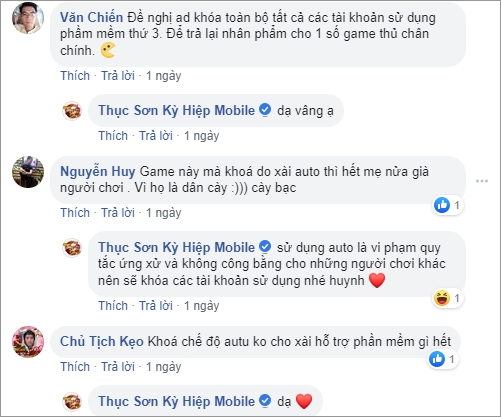 Văn Chiến Đề nghị ad khóa toàn bộ tất cả các tài khoản sử dụng
phầm mềm thứ 3. Để trả lại nhân phẩm cho 1 số game thủ chân
chính.
Thích · Trả lời · 1 ngày
Thục Sơn Kỳ Hiệp Mobile dạ vâng ạ
Thích · Trả lời · 1 ngày
Nguyễn Huy Game này mà khoá do xài auto thì hết mẹ nửa già
người chơi . Vì họ là dân cày :))) cày bạc
1
Thích · Trả lời · 1 ngày
Thục Sơn Kỳ Hiệp Mobile sử dụng auto là vi phạm quy
tắc ứng xử và không công bằng cho những người chơi khác
nên sẽ khóa các tài khoản sử dụng nhé huynh
1
Thích · Trả lời · 1 ngày
Chủ Tịch Kẹo Khoá chế độ autu ko cho xài hỗ trợ phần mềm gì hết
1
Thích · Trả lời · 1 ngày
Thục Sơn Kỳ Hiệp Mobile dạ